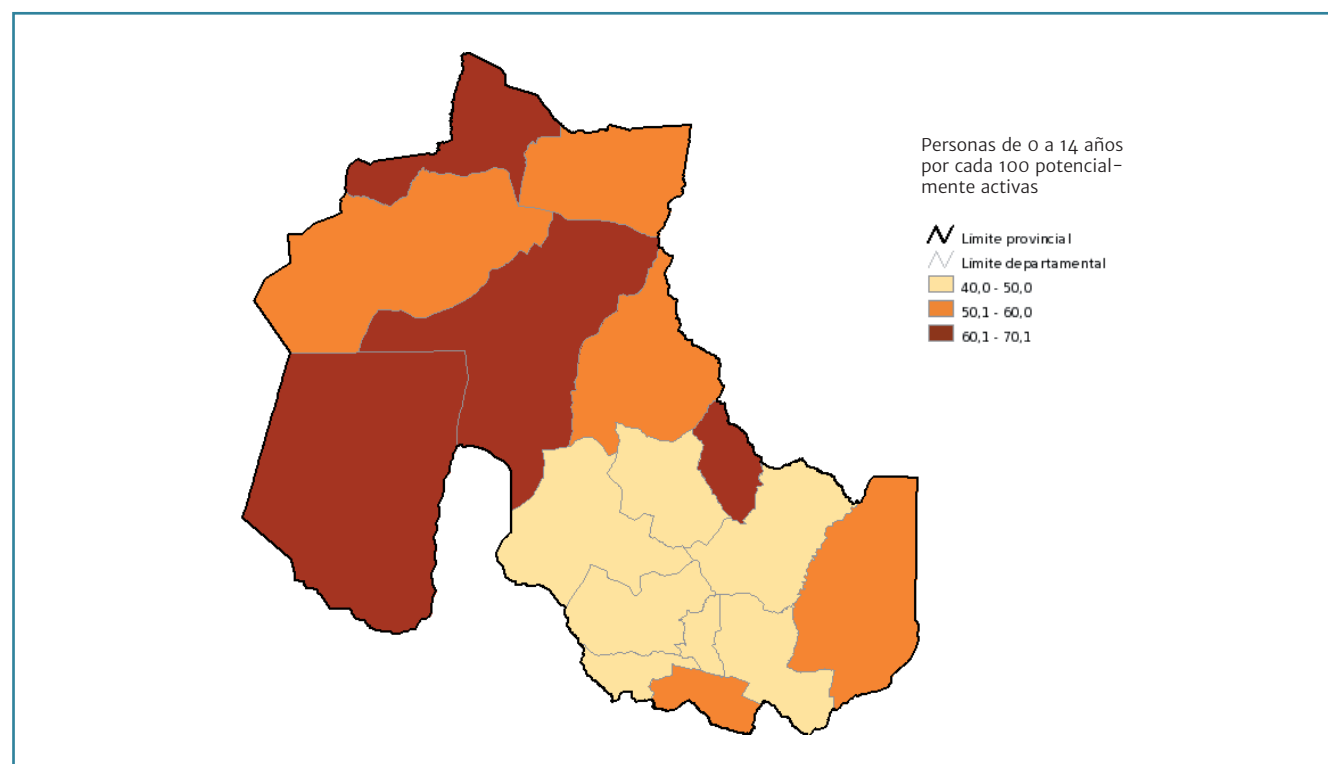 Personas de 0 a 14 años
por cada 100 potencial-
mente activas
Límite provincial
Límite departamental
40,0 - 50,0
50,1 - 60,0
60,1 - 70,1